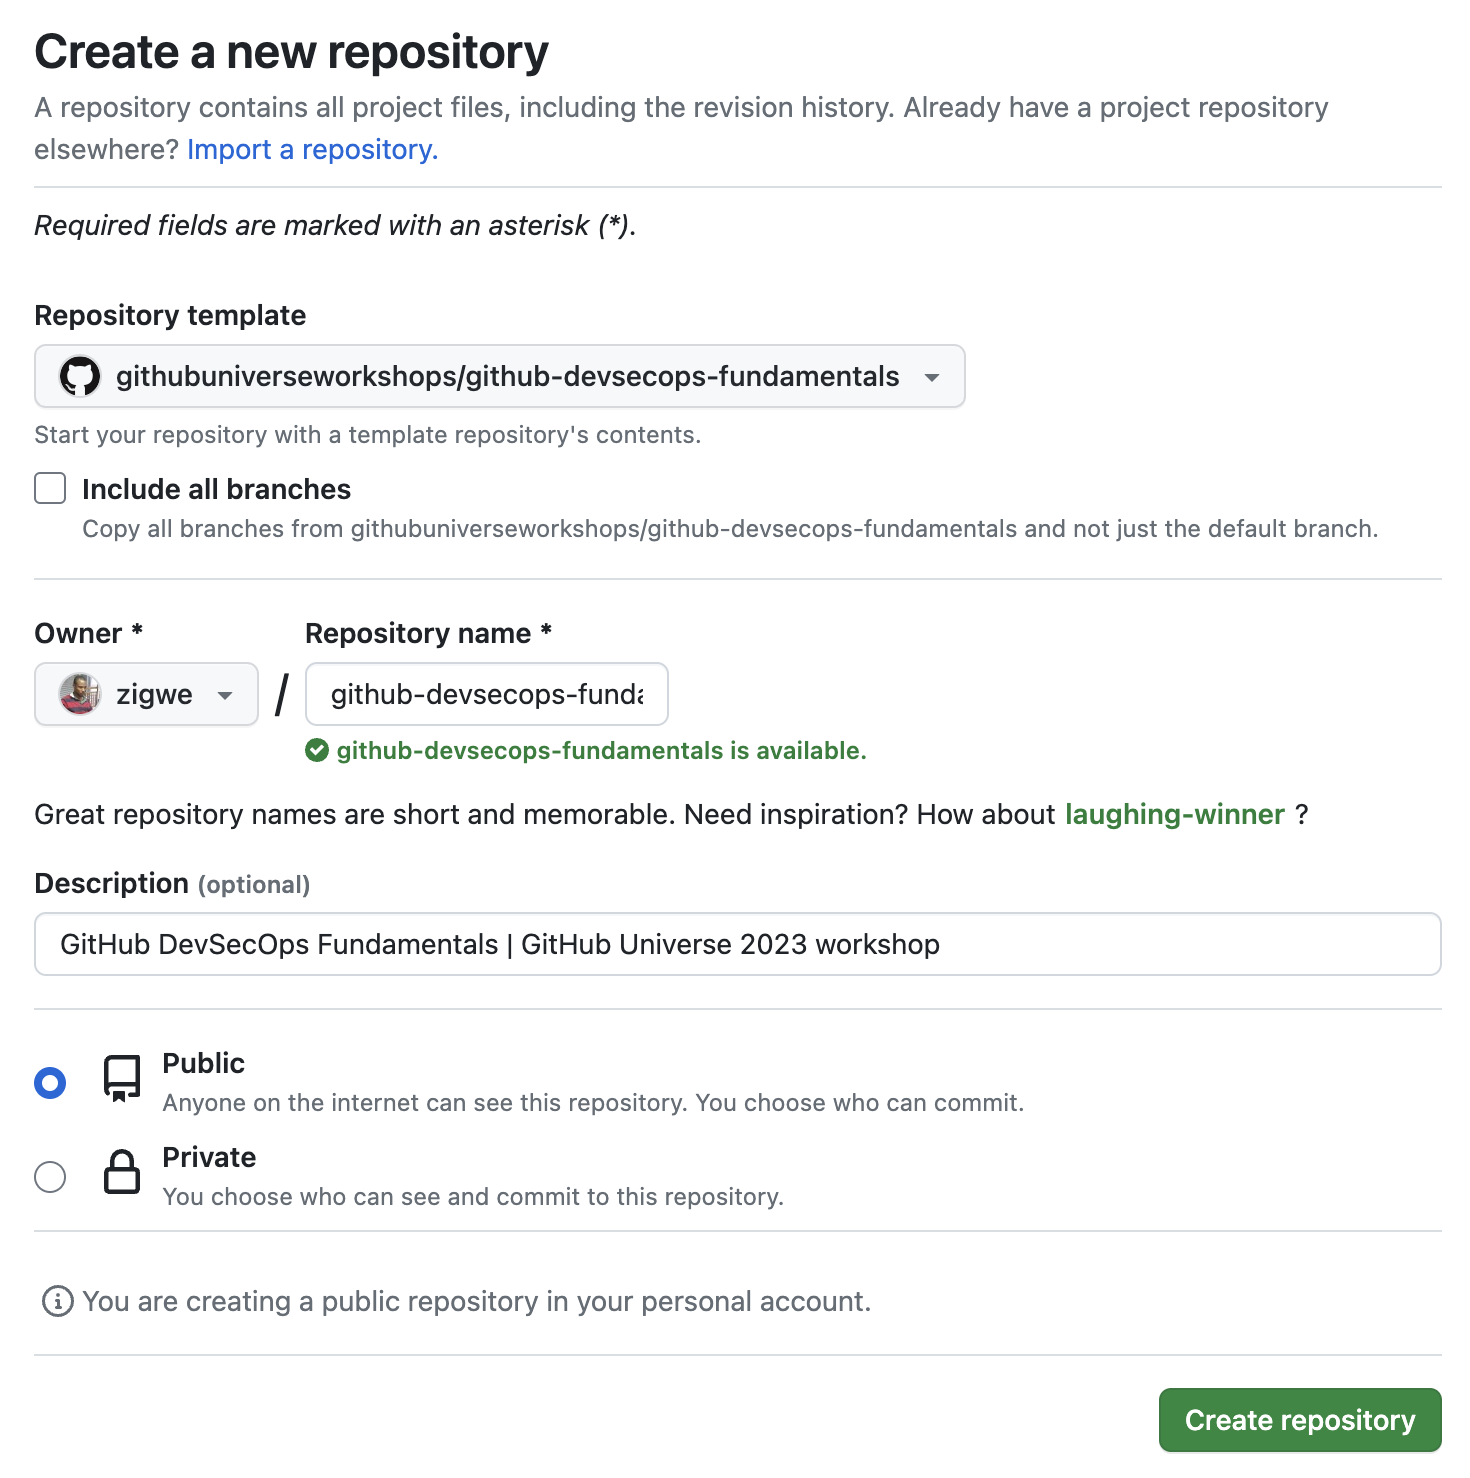 Create a new repository
A repository contains all project files, including the revision history. Already have a project repository
elsewhere? Import a repository.
Required fields are marked with an asterisk (*).
Repository template
githubuniverseworkshops/github-devsecops-fundamentals
Start your repository with a template repository's contents.
Include all branches
Copy all branches from githubuniverseworkshops/github-devsecops-fundamentals and not just the default branch.
Owner * Repository name *
zigwe / github-devsecops-funda
github-devsecops-fundamentals is available.
Great repository names are short and memorable. Need inspiration? How about laughing-winner ?
Description (optional)
GitHub DevSecOps Fundamentals | GitHub Universe 2023 workshop
Public
Anyone on the internet can see this repository. You choose who can commit.
Private
You choose who can see and commit to this repository.
You are creating a public repository in your personal account.
Create repository